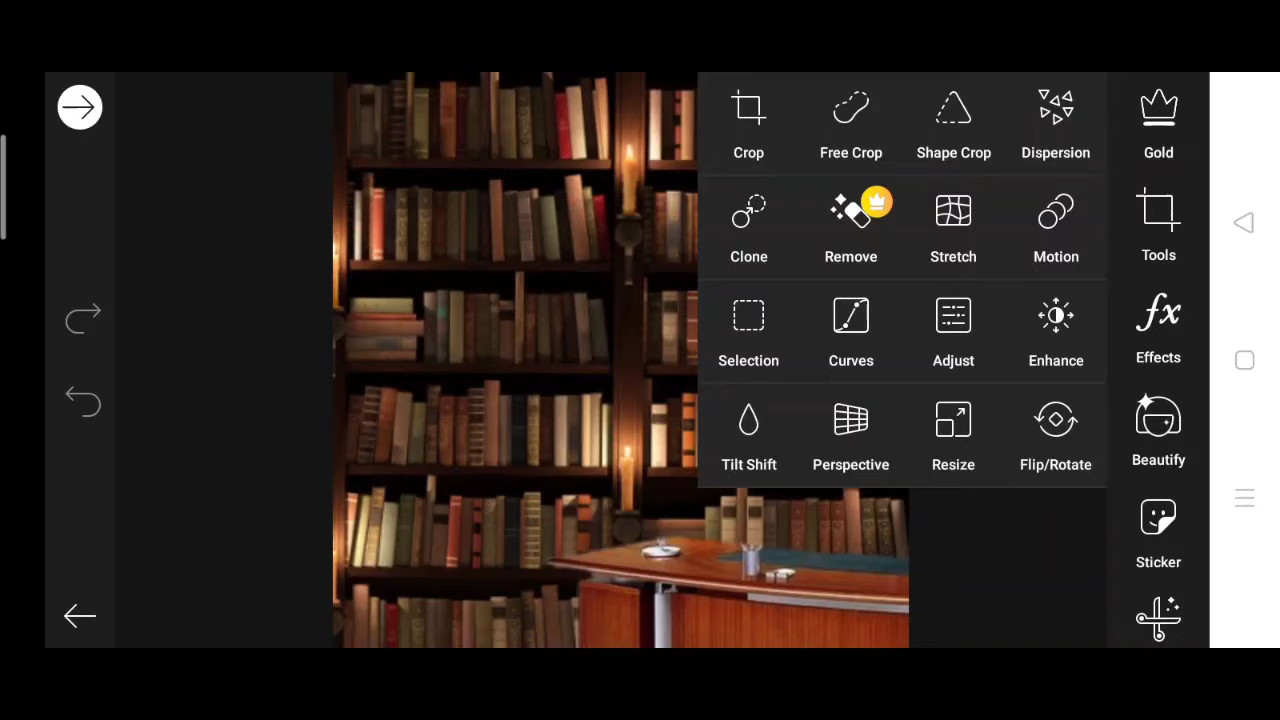 Crop Free Crop Shape Crop Dispersion Gold
Clone Remove Stretch Motion Tools
Selection Curves Adjust Enhance Effects
Tilt Shift Perspective Resize Flip/Rotate Beautify
Sticker
fx